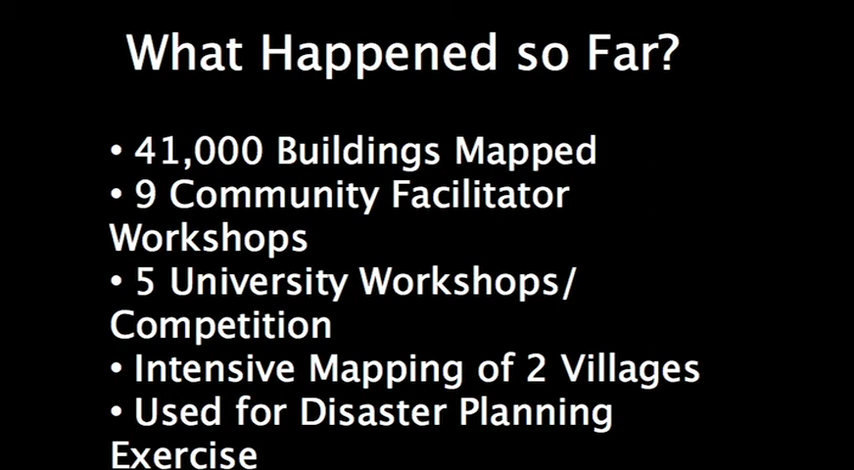 What Happened so Far?
• 41,000 Buildings Mapped
• 9 Community Facilitator
Workshops
• 5 University Workshops/
Competition
• Intensive Mapping of 2 Villages
• Used for Disaster Planning
Exercise